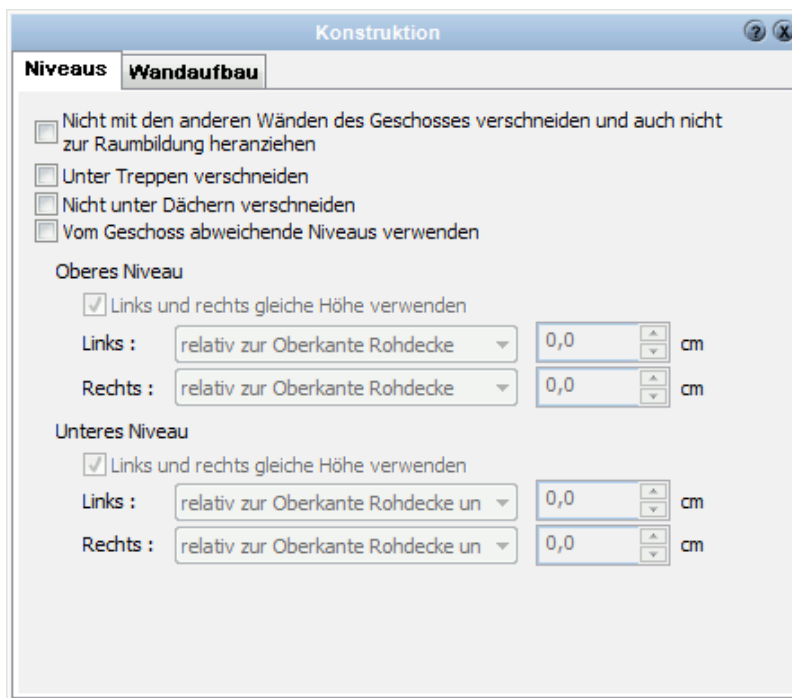 Konstruktion
Niveaus Wandaufbau
Nicht mit den anderen Wänden des Geschosses verschneiden und auch nicht
zur Raumbildung heranziehen
Unter Treppen verschneiden
Nicht unter Dächern verschneiden
Vom Geschoss abweichende Niveaus verwenden
Oberes Niveau
Links und rechts gleiche Höhe verwenden
Links : relativ zur Oberkante Rohdecke 0,0 cm
Rechts : relativ zur Oberkante Rohdecke 0,0 cm
Unteres Niveau
Links und rechts gleiche Höhe verwenden
Links : relativ zur Oberkante Rohdecke un 0,0 cm
Rechts : relativ zur Oberkante Rohdecke un 0,0 cm